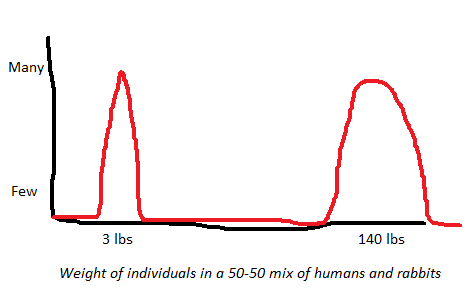 Many
Few
3 lbs 140 lbs
Weight of individuals in a 50-50 mix of humans and rabbits